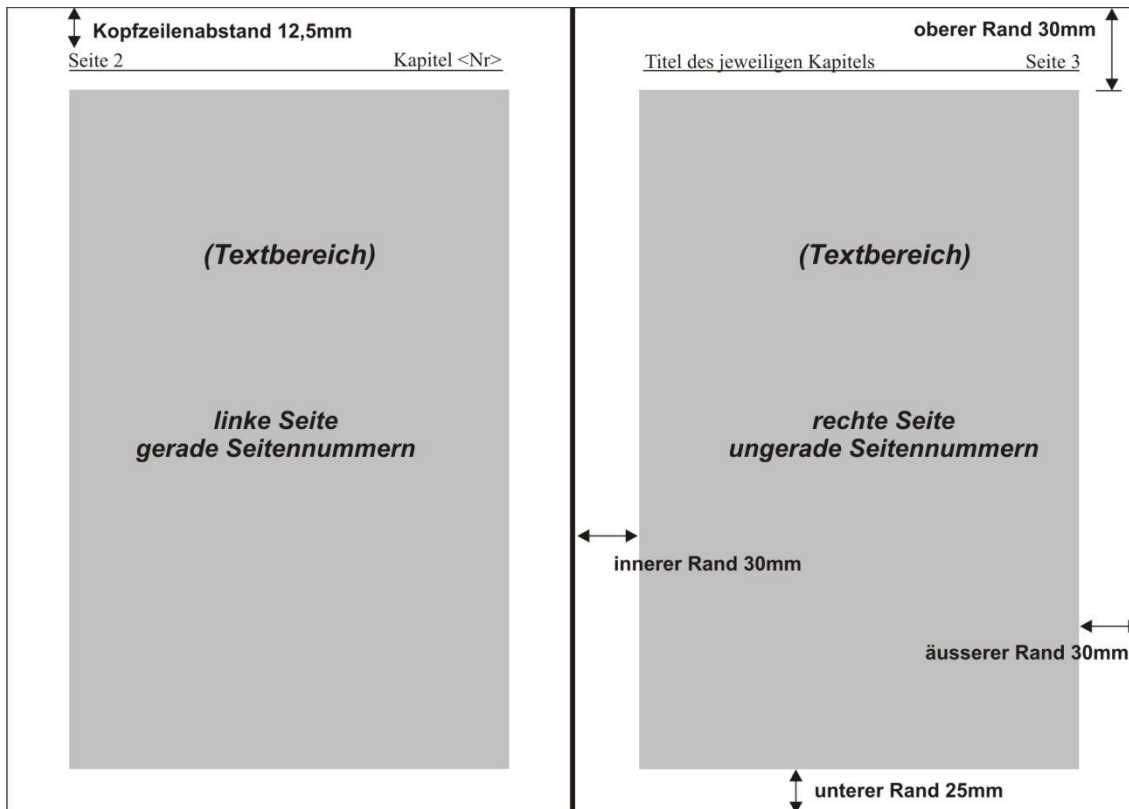 Kopfzeilenabstand 12,5mm
Seite 2 Kapitel <Nr>
(Textbereich)
linke Seite
gerade Seitennummern
oberer Rand 30mm
Titel des jeweiligen Kapitels Seite 3
(Textbereich)
rechte Seite
ungerade Seitennummern
innerer Rand 30mm
äusserer Rand 30mm
unterer Rand 25mm